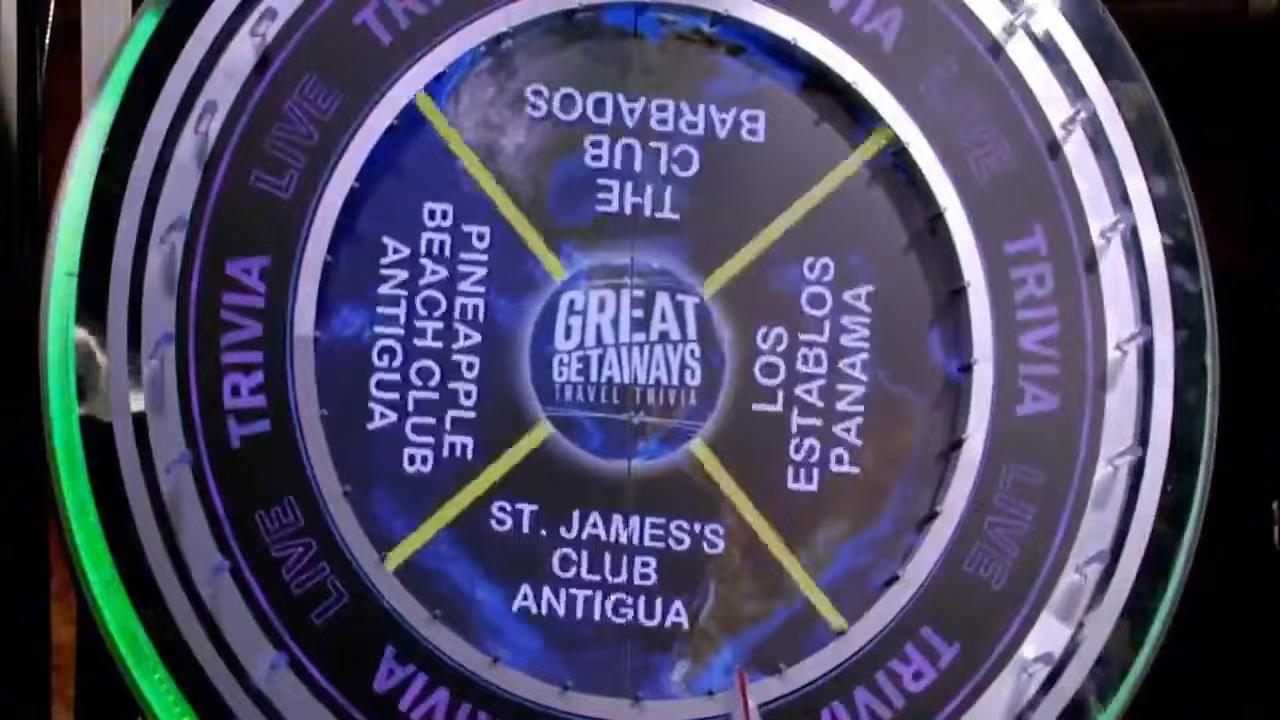 TRIVIA
LIVE
TRIVIA
LIVE
TRIVIA
LIVE
TRIVIA
LIVE
TRIVIA
TRIVIA
THE
CLUB
BARBADOS
PINEAPPLE
BEACH CLUB
ANTIGUA
GREAT
GETAWAYS
TRAVEL TRIVIA
LOS
ESTABLOS
PANAMA
ST. JAMES'S
CLUB
ANTIGUA